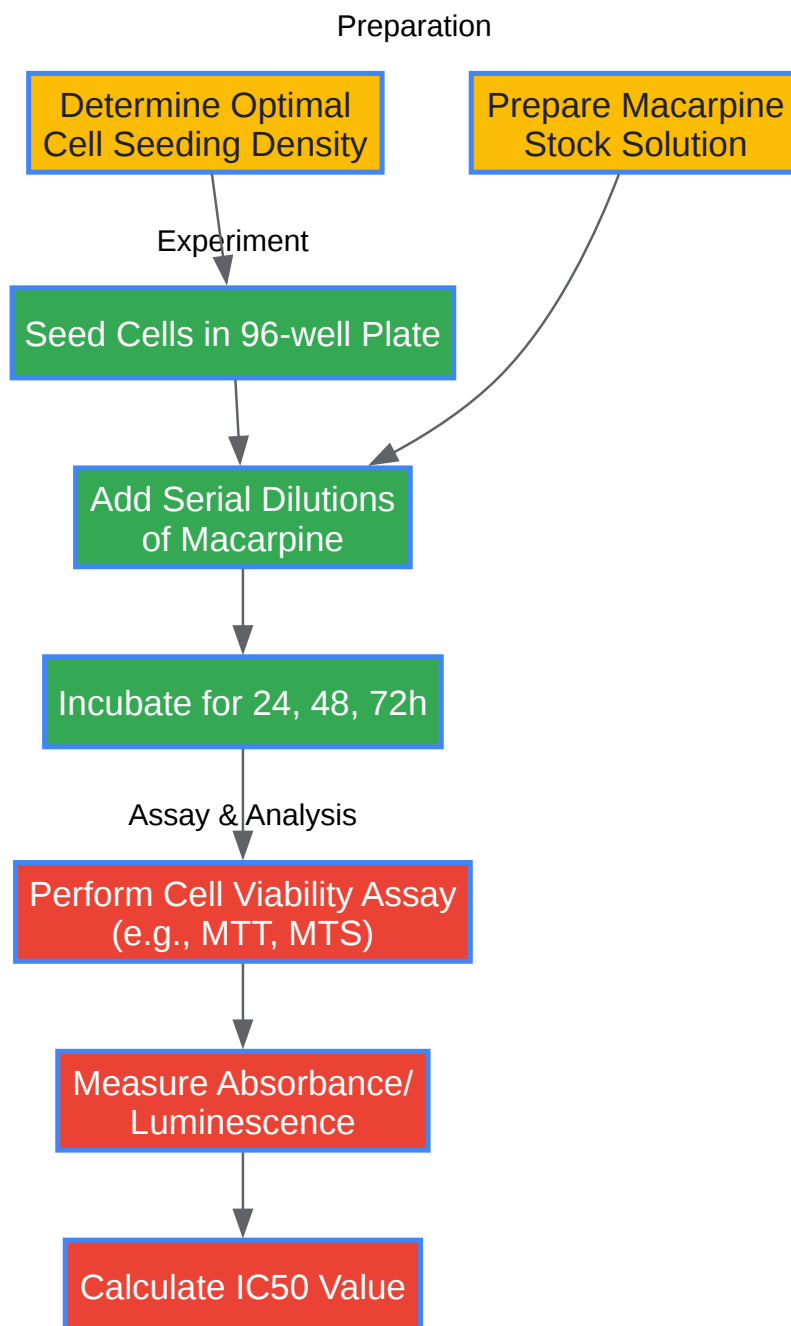 Preparation
Determine Optimal
Cell Seeding Density
Prepare Macarpine
Stock Solution
Experiment
Seed Cells in 96-well Plate
Add Serial Dilutions
of Macarpine
Incubate for 24, 48, 72h
Assay & Analysis
Perform Cell Viability Assay
(e.g., MTT, MTS)
Measure Absorbance/
Luminescence
Calculate IC50 Value